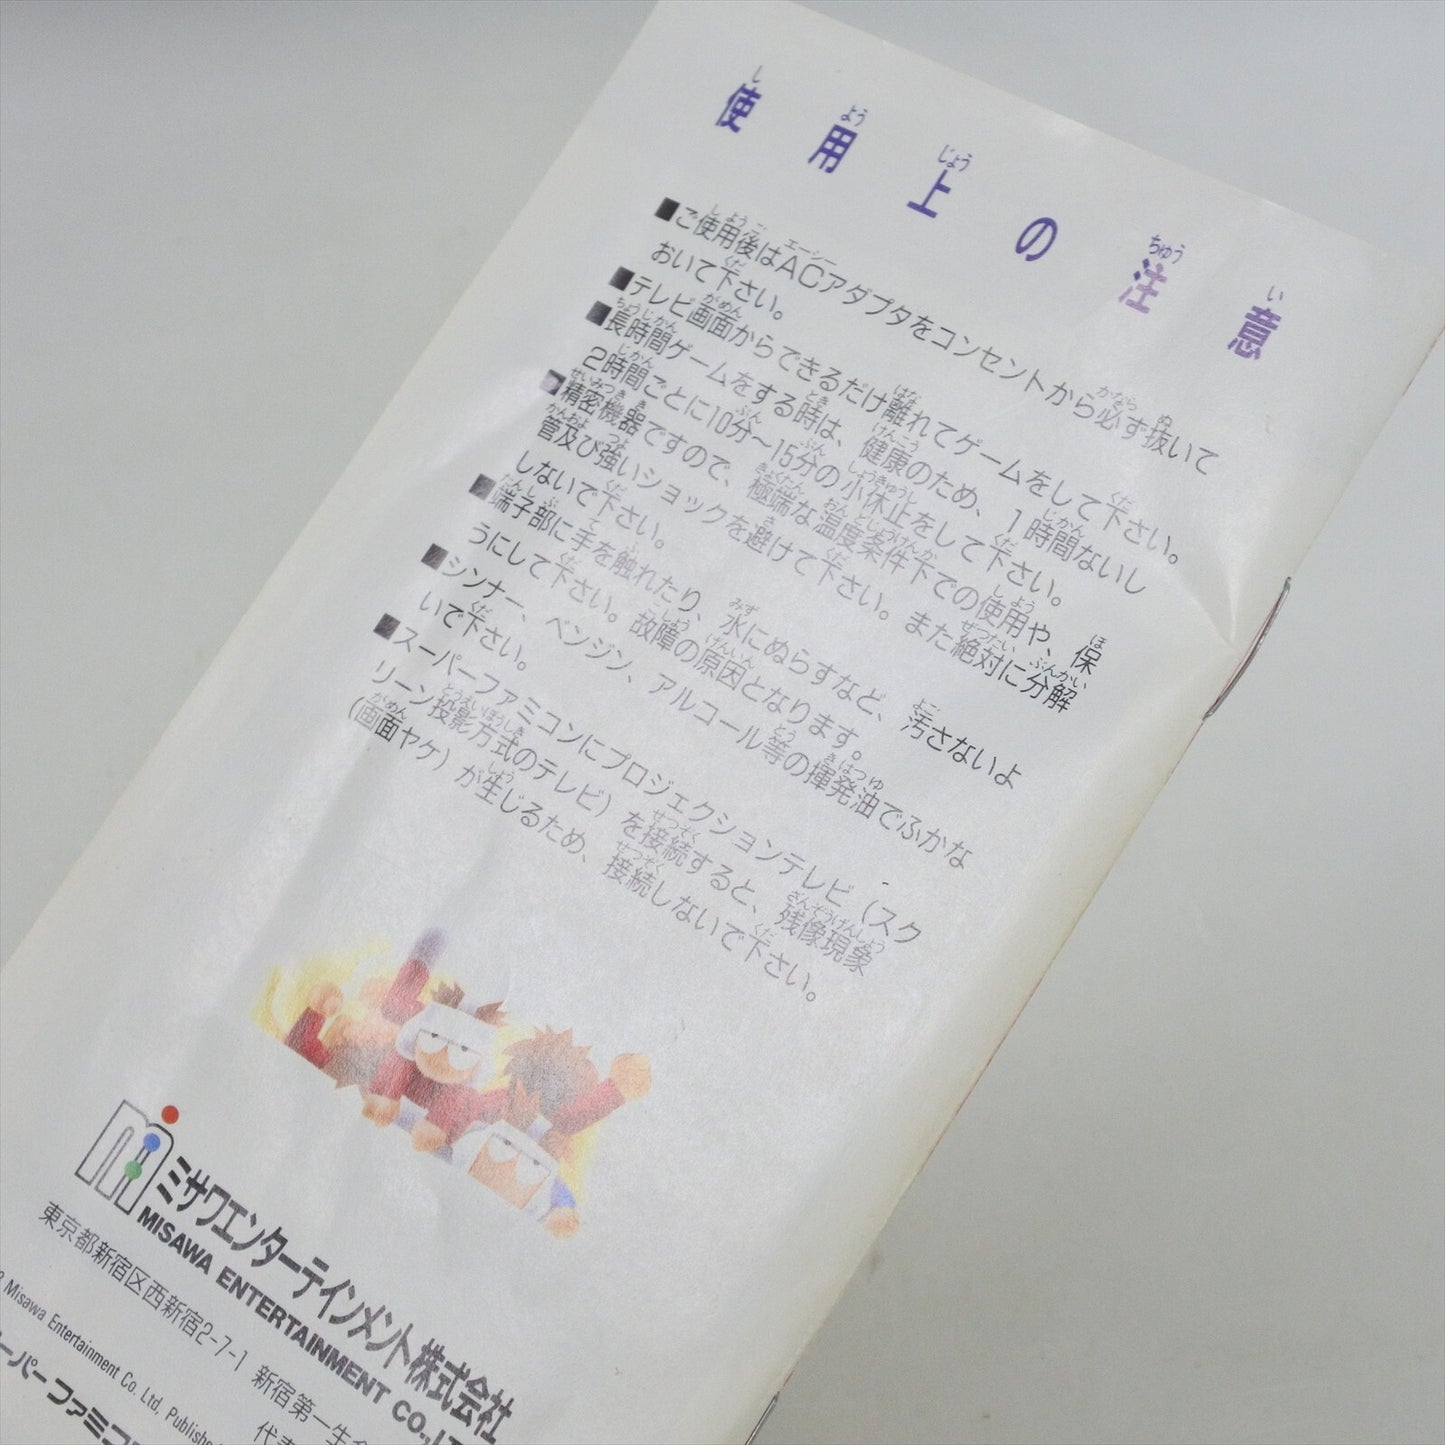 使用上の注意
■ご使用後はACアダプタをコンセントから必ず抜いて
おいて下さい。
■テレビ画面からできるだけ離れてゲームをして下さい。
■長時間ゲームをする時は、健康のため、1時間ないし
2時間ごとに10分〜15分の小休止をして下さい。
■精密機器ですので、極端な温度条件下での使用や、保
管及び強いショックを避けて下さい。また絶対に分解
しないで下さい。
■端子部に手を触れたり、水にぬらすなど、汚さないよ
うにして下さい。故障の原因となります。
■シンナー、ベンジン、アルコール等の揮発油でふかな
いで下さい。
■スーパーファミコンにプロジェクションテレビ(スク
リーン投影方式のテレビ)を接続すると、残像現象
(画面ヤケ)が生じるため、接続しないで下さい。
ミサワエンターテインメント株式会社
MISAWA ENTERTAINMENT CO.,LT
東京都新宿区西新宿2-7-1 新宿第一生
代表
Misawa Entertainment Co. Ltd, Publishe
ーパーファミコ